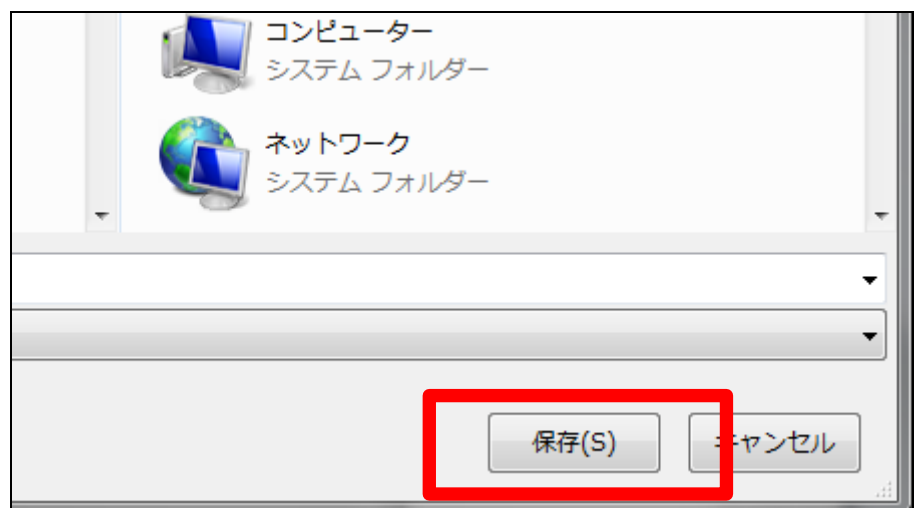 コンピューター
システム フォルダー
ネットワーク
システム フォルダー
保存(S)
キャンセル